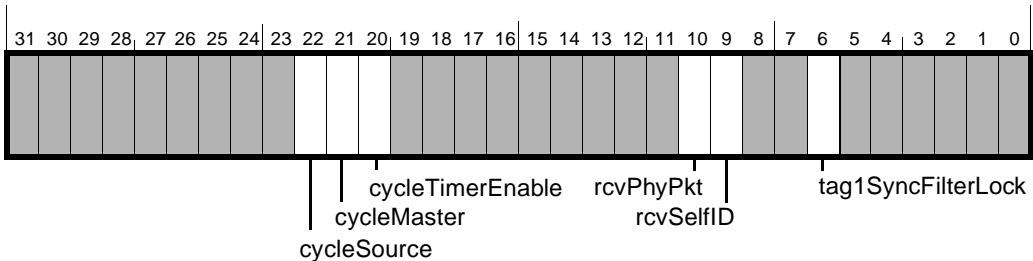 31 30 29 28 27 26 25 24 23 22 21 20 19 18 17 16 15 14 13 12 11 10 9 8 7 6 5 4 3 2 1 0
cycleTimerEnable rcvPhyPkt tag1SyncFilterLock
cycleMaster rcvSelfID
cycleSource